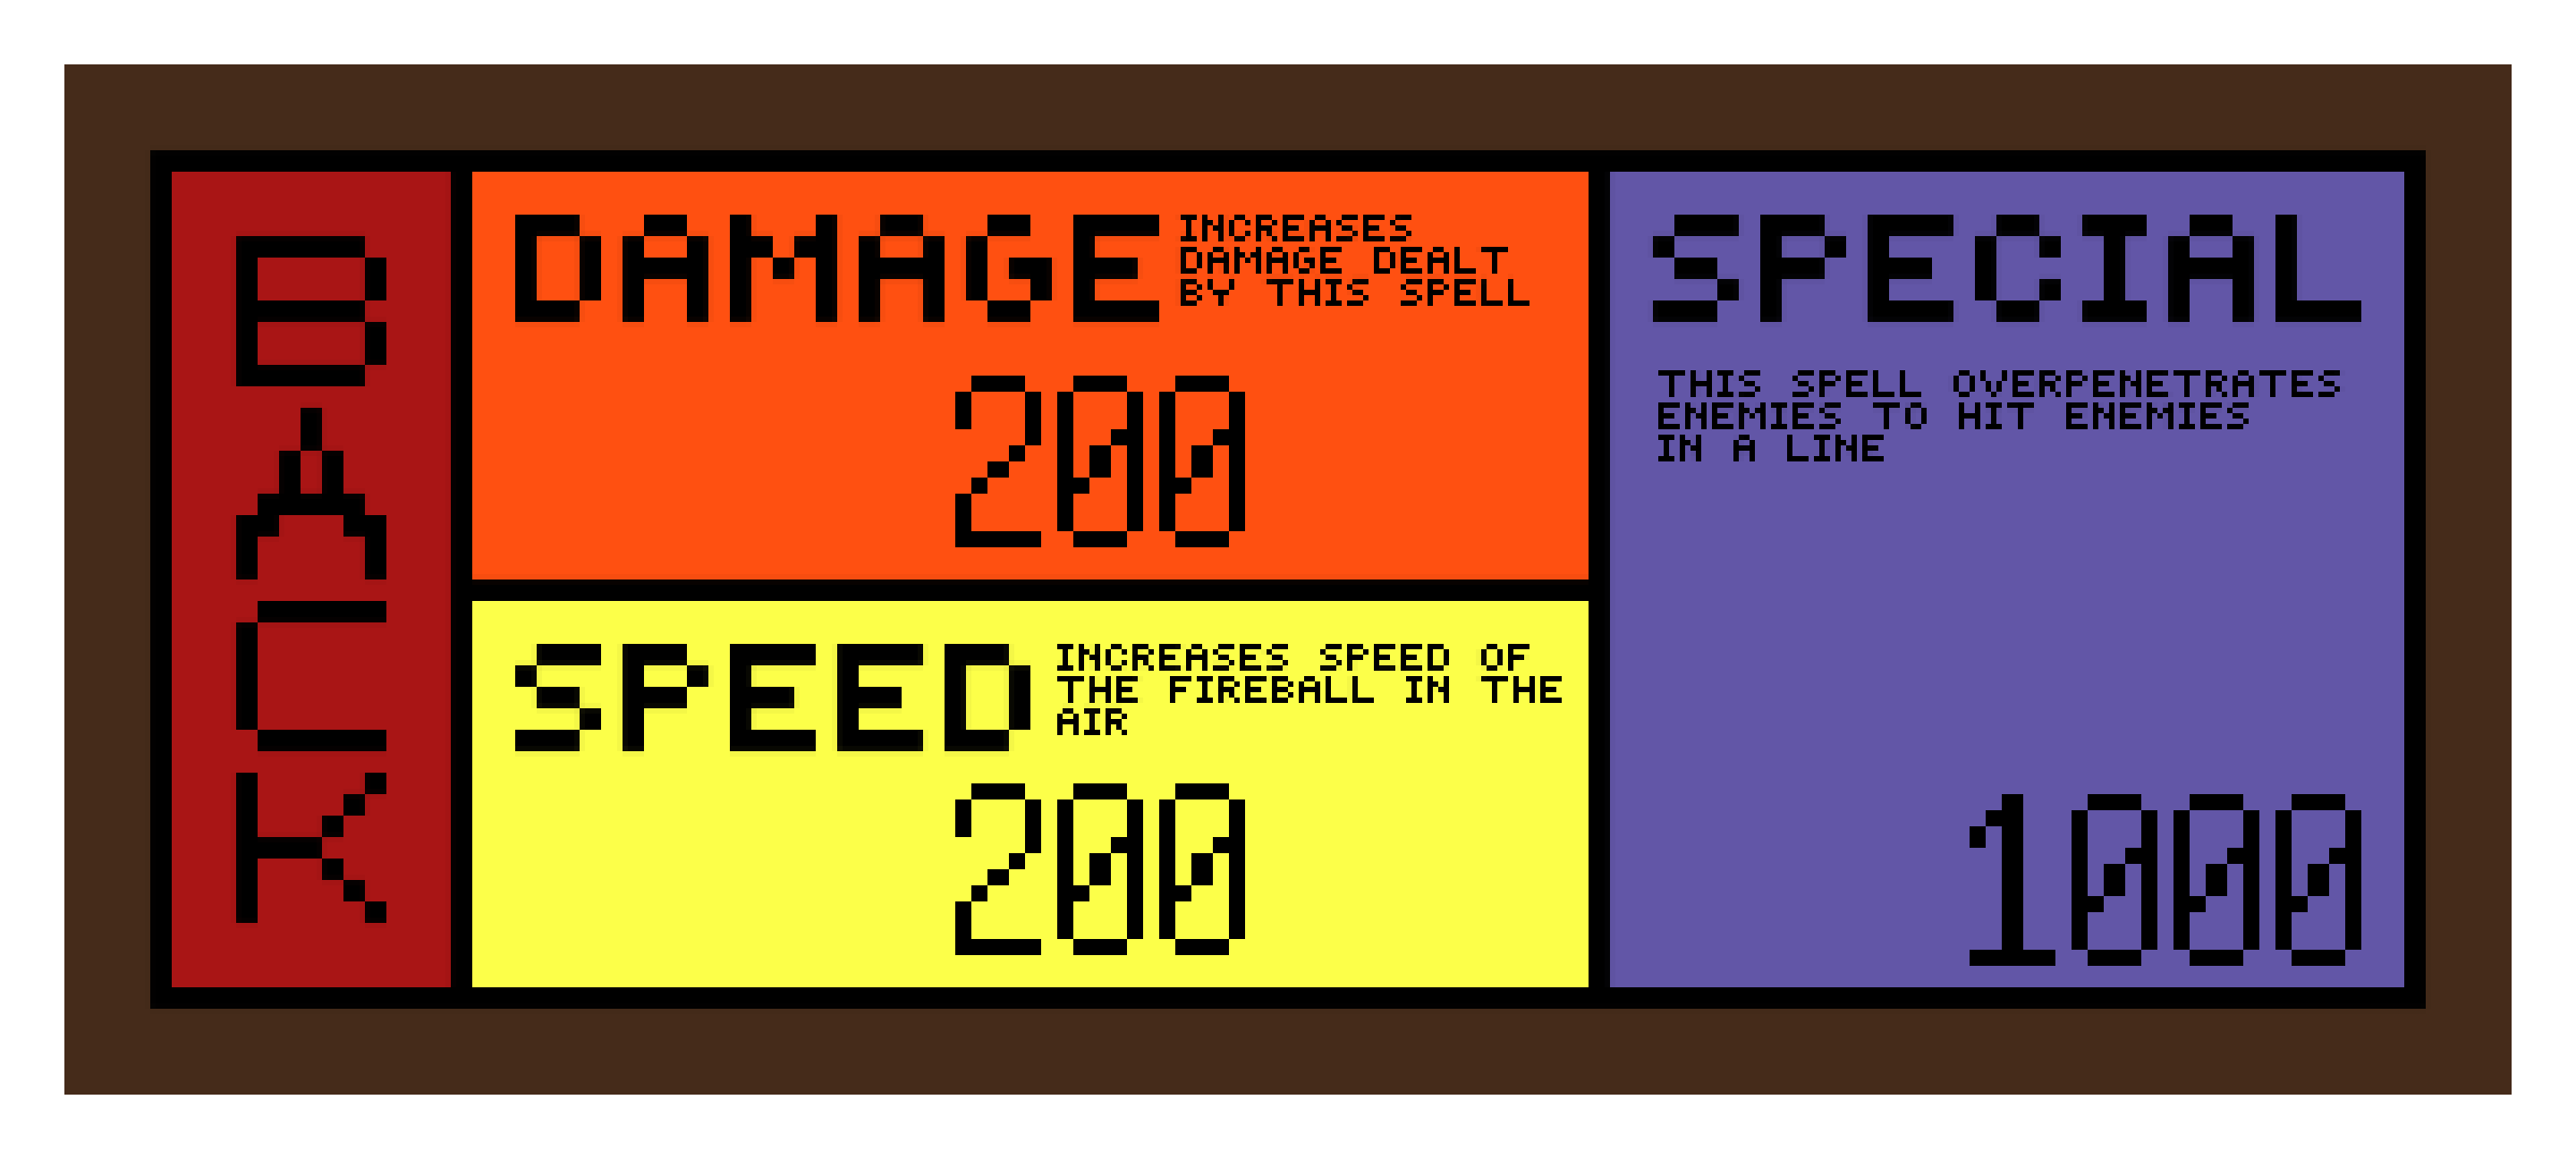 BACK
DAMAGE
INCREASES
DAMAGE DEALT
BY THIS SPELL
200
SPEED
INCREASES SPEED OF
THE FIREBALL IN THE
AIR
200
SPECIAL
THIS SPELL OVERPENETRATES
ENEMIES TO HIT ENEMIES
IN A LINE
1000